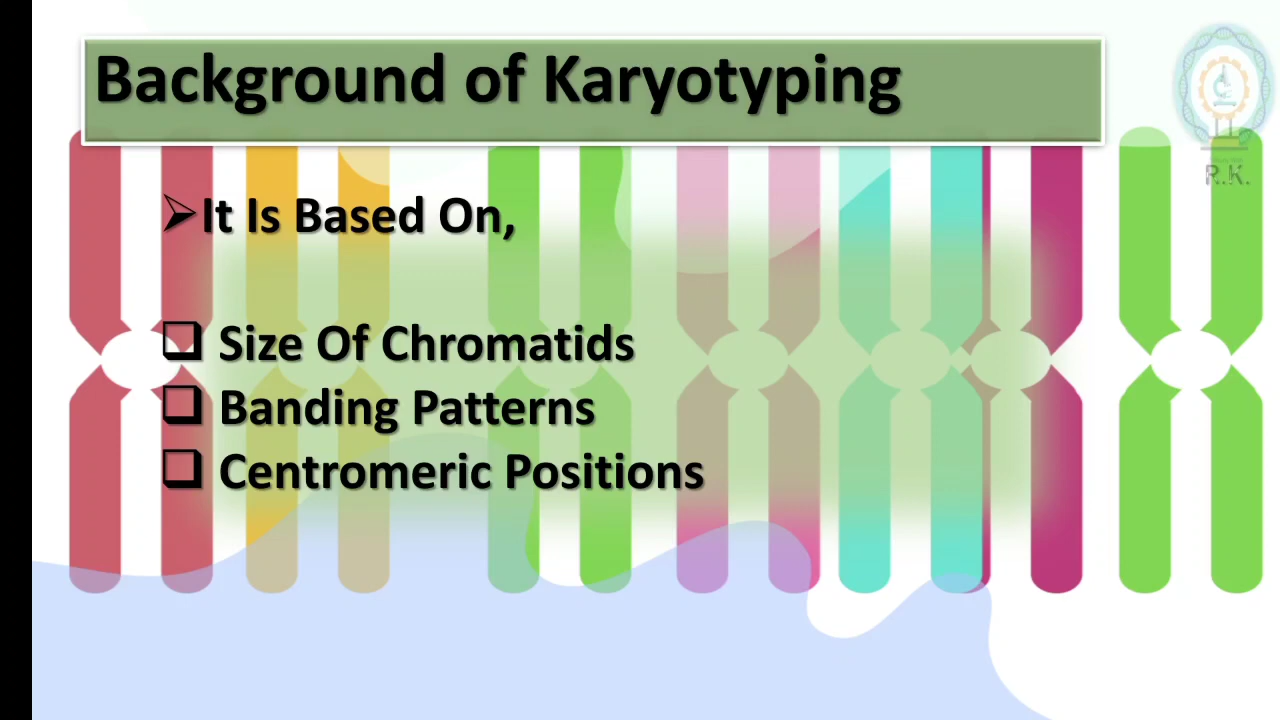 Background of Karyotyping
It Is Based On,
Size Of Chromatids
Banding Patterns
Centromeric Positions
R.K.